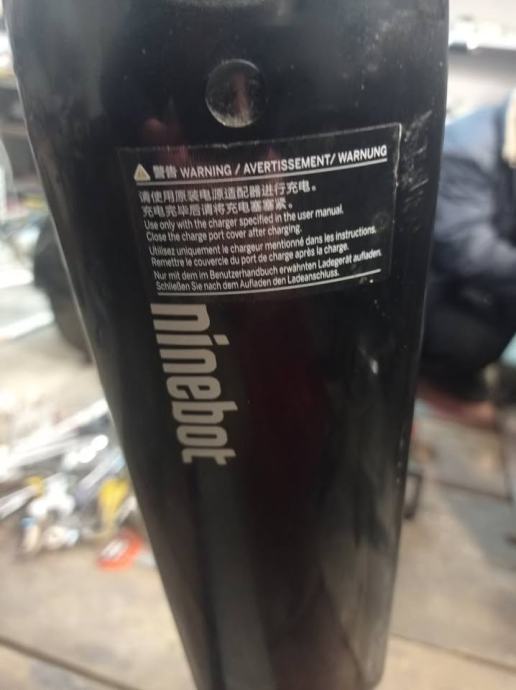 警告 WARNING / AVERTISSEMENT/ WARNUNG
请使用原装电源适配器进行充电。
充电完毕后请将充电塞塞紧。
Use only with the charger specified in the user manual.
Close the charge port cover after charging.
Utilisez uniquement le chargeur mentionné dans les instructions.
Remettre le couvercle du port de charge après la charge.
Nur mit dem im Benutzerhandbuch erwähnten Ladegerät aufladen.
Schließen Sie nach dem Aufladen den Ladeanschluss.
ninebot